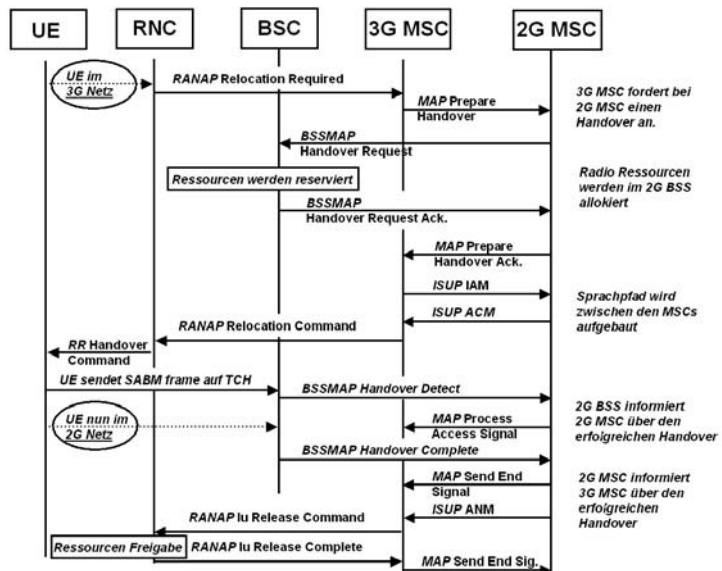 UE
RNC
BSC
3G MSC
2G MSC
UE im
3G Netz
RANAP Relocation Required
MAP Prepare
Handover
3G MSC fordert bei
2G MSC einen
Handover an.
BSSMAP
Handover Request
Ressourcen werden reserviert
Radio Ressourcen
werden im 2G BSS
allokiert
BSSMAP
Handover Request Ack.
MAP Prepare
Handover Ack.
ISUP IAM
Sprachpfad wird
zwischen den MSCs
aufgebaut
ISUP ACM
RANAP Relocation Command
RR Handover
Command
UE sendet SABM frame auf TCH
BSSMAP Handover Detect
UE nun im
2G Netz
MAP Process
Access Signal
2G BSS informiert
2G MSC über den
erfolgreichen Handover
BSSMAP Handover Complete
MAP Send End
Signal
2G MSC informiert
3G MSC über den
erfolgreichen
Handover
ISUP ANM
RANAP Iu Release Command
Ressourcen Freigabe
RANAP Iu Release Complete
MAP Send End Sig.